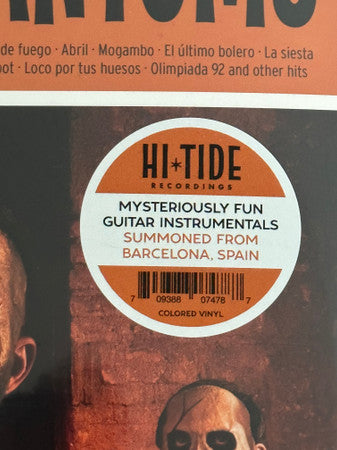 de fuego · Abril · Mogambo · El último bolero · La siesta
· Loco por tus huesos · Olimpiada 92 and other hits
HI★TIDE
RECORDINGS
MYSTERIOUSLY FUN
GUITAR INSTRUMENTALS
SUMMONED FROM
BARCELONA, SPAIN
7 09388 07478 7
COLORED VINYL